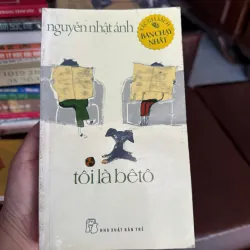 nguyễn nhật ánh
BÁN CHẠY
NHẤT
tôi là bêtô
NHÀ XUẤT BẢN TRẺ